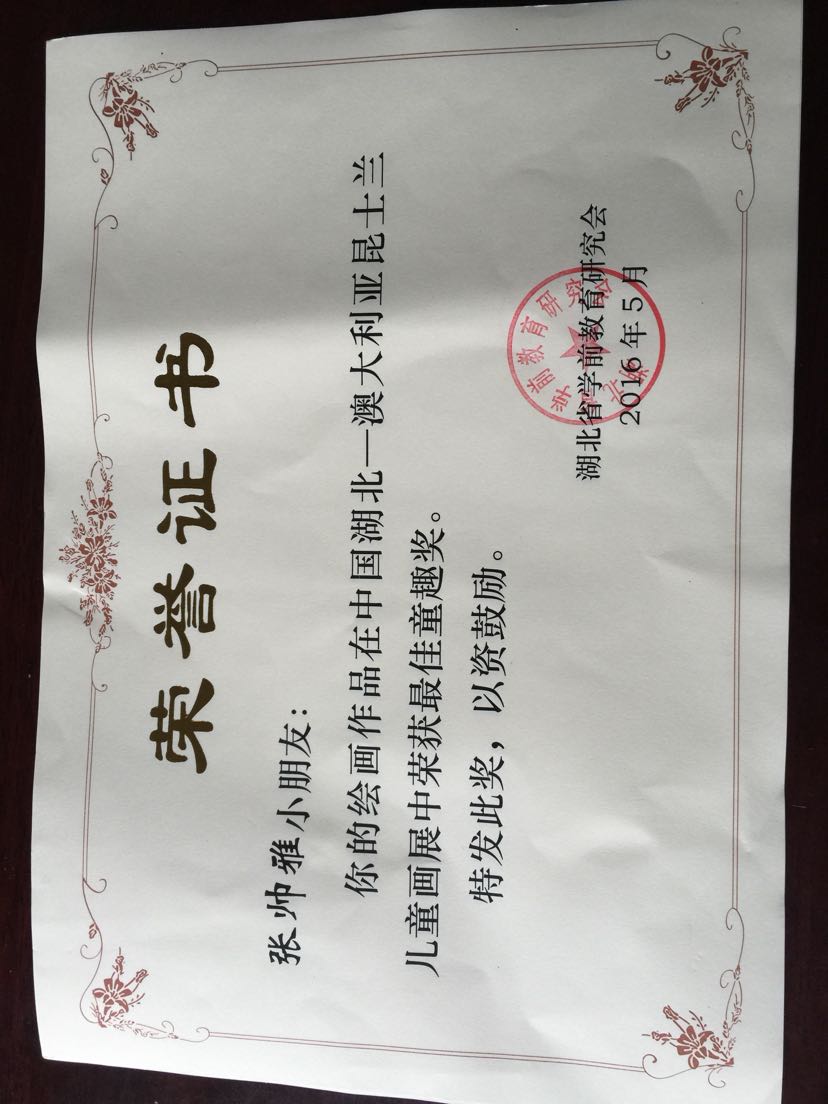 荣誉证书
张帅雅小朋友：
你的绘画作品在中国湖北—澳大利亚昆士兰
儿童画展中荣获最佳童趣奖。
特发此奖，以资鼓励。
湖北省学前教育研究会
2016年5月